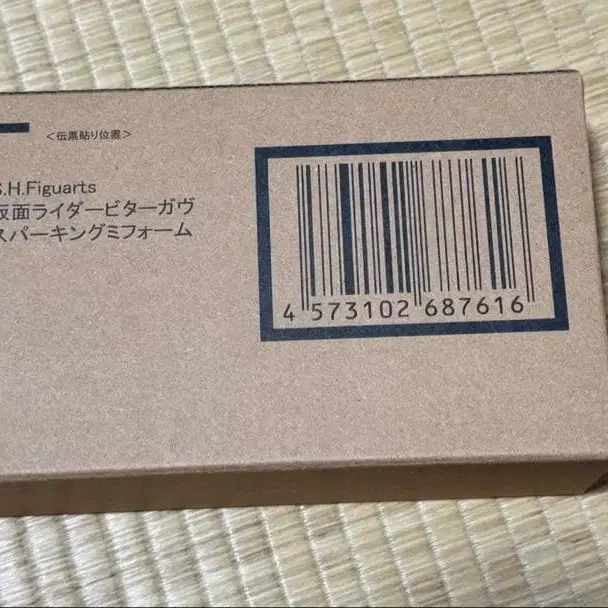 <伝票貼り位置>
S.H.Figuarts
仮面ライダービターガヴ
スパーキングミフォーム
4 573102 687616